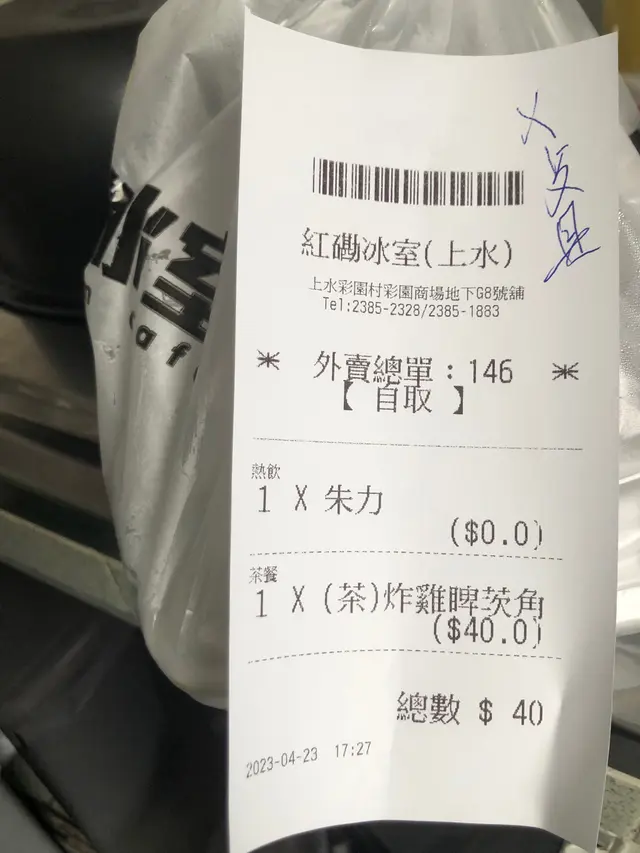 紅磡冰室(上水)
上水彩園村彩園商場地下G8號舖
Tel:2385-2328/2385-1883
* 外賣總單:146 *
【 自取 】
熱飲
1 X 朱力
($0.0)
茶餐
1 X (茶)炸雞睥茨角
($40.0)
總數 $ 40
2023-04-23 17:27
冰室